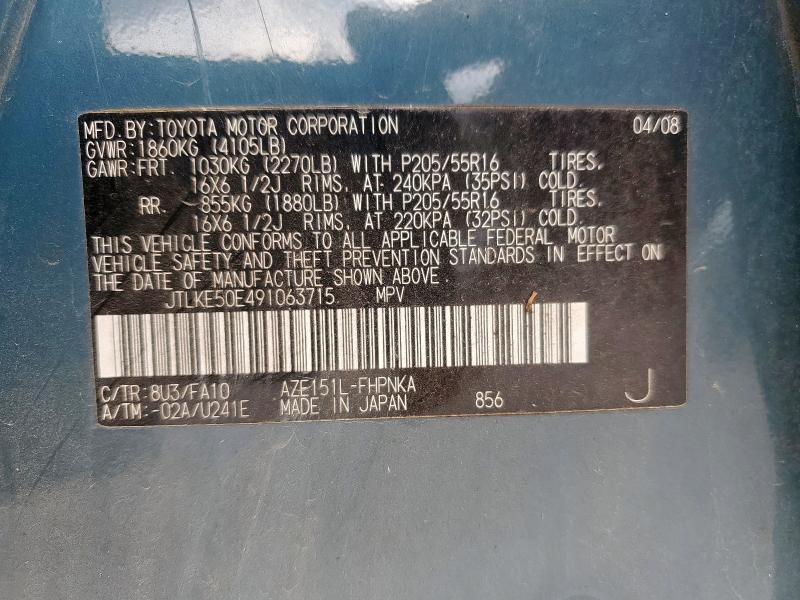 MFD.BY:TOYOTA MOTOR CORPORATION 04/08
GVWR:1860KG (4105LB)
GAWR:FRT. 1030KG (2270LB) WITH P205/55R16 TIRES,
16X6 1/2J RIMS, AT 240KPA (35PSI) COLD.
RR. 855KG (1880LB) WITH P205/55R16 TIRES,
16X6 1/2J RIMS, AT 220KPA (32PSI) COLD.
THIS VEHICLE CONFORMS TO ALL APPLICABLE FEDERAL MOTOR
VEHICLE SAFETY AND THEFT PREVENTION STANDARDS IN EFFECT ON
THE DATE OF MANUFACTURE SHOWN ABOVE.
JTLKE50E491063715 MPV
C/TR:8U3/FA10 AZE151L-FHPNKA
A/TM:-02A/U241E MADE IN JAPAN 856 J